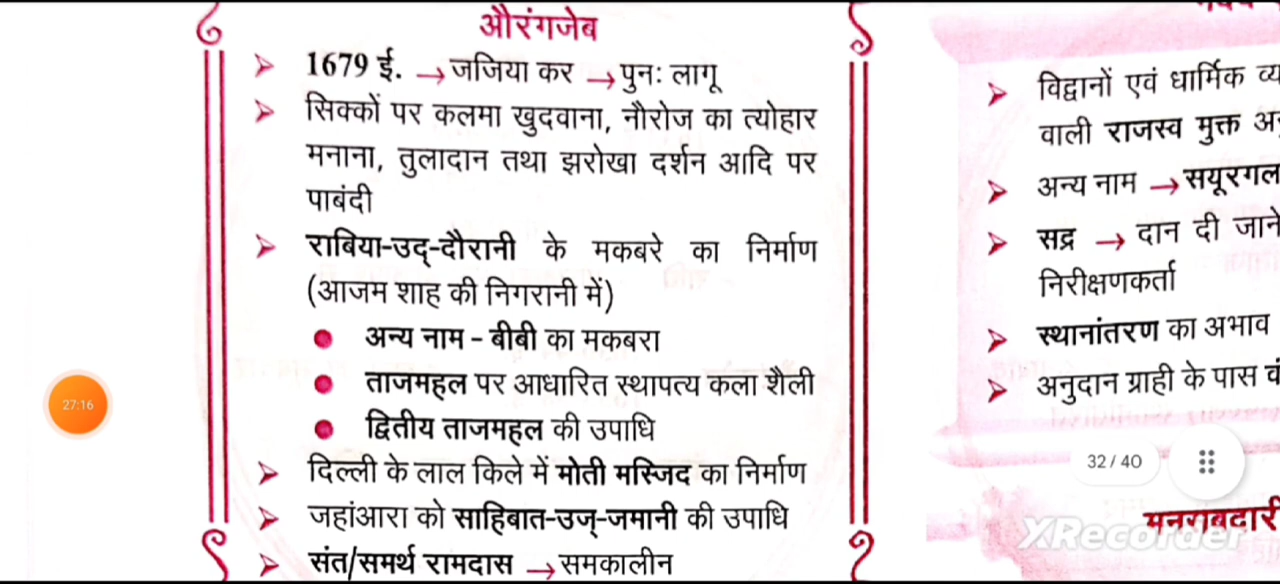 औरंगजेब
1679 ई. → जजिया कर → पुनः लागू
सिक्कों पर कलमा खुदवाना, नौरोज का त्योहार
मनाना, तुलादान तथा झरोखा दर्शन आदि पर
पाबंदी
राबिया-उद्-दौरानी के मकबरे का निर्माण
(आजम शाह की निगरानी में)
अन्य नाम – बीबी का मकबरा
ताजमहल पर आधारित स्थापत्य कला शैली
द्वितीय ताजमहल की उपाधि
दिल्ली के लाल किले में मोती मस्जिद का निर्माण
जहांआरा को साहिबात-उज्-जमानी की उपाधि
संत/समर्थ रामदास → समकालीन
27:16
विद्वानों एवं धार्मिक
वाली राजस्व मुक्त
अन्य नाम →
सद्र → दान दी जाने
निरीक्षणकर्ता
स्थानांतरण का अभाव
अनुदान ग्राही के पास
32 / 40
XRecorder